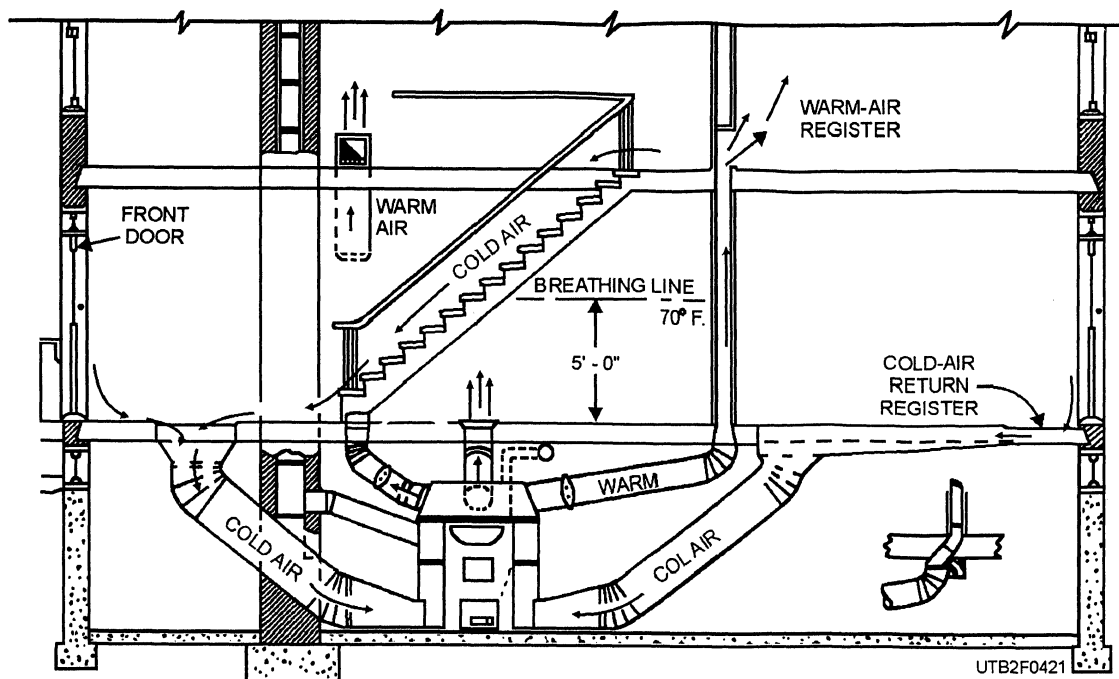 WARM-AIR
REGISTER
FRONT
DOOR
WARM
AIR
COLD AIR
BREATHING LINE
70° F.
5' - 0"
COLD-AIR
RETURN
REGISTER
WARM
COLD AIR
COL AIR
UTB2F0421